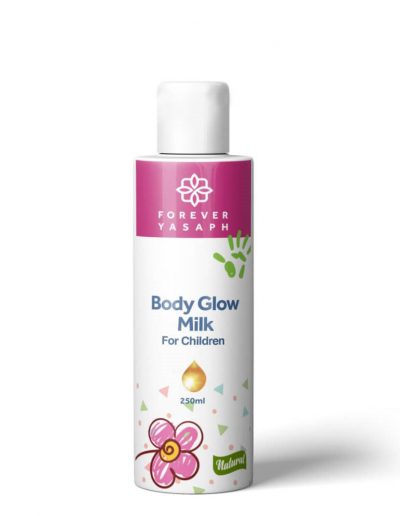 FOREVER
YASAPH
Body Glow
Milk
For Children
250ml
Natural